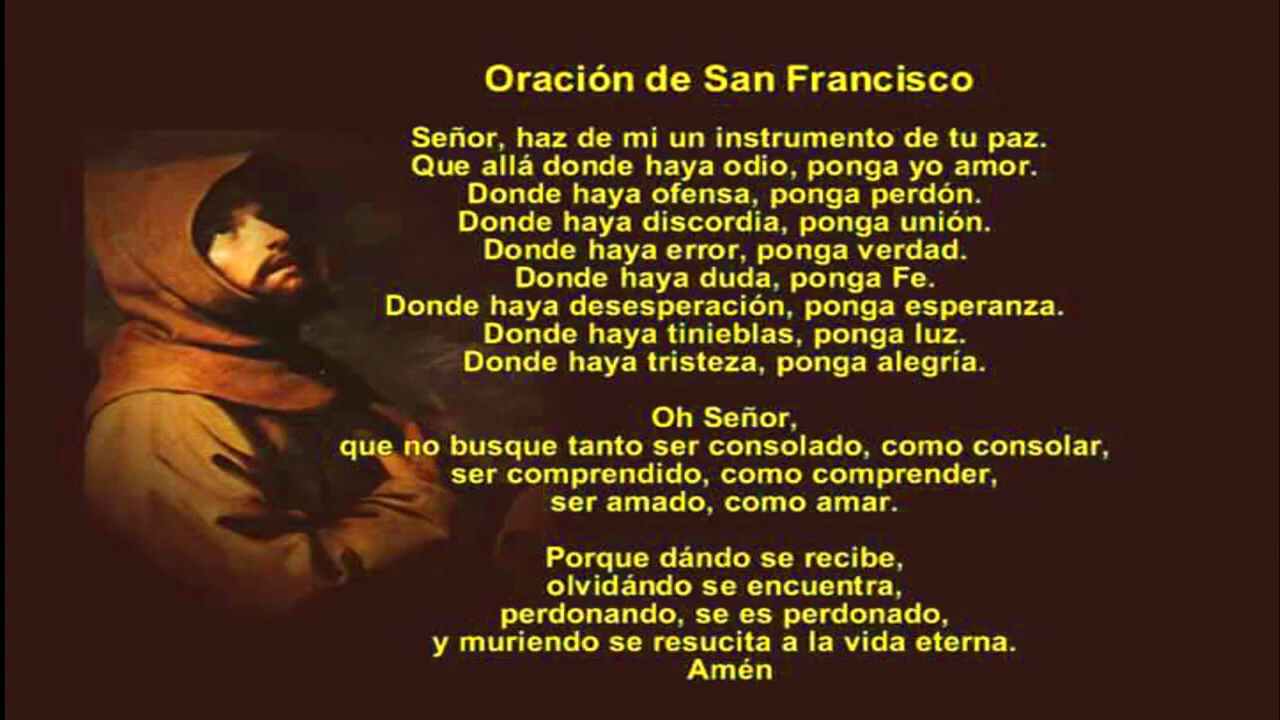 Oración de San Francisco
Señor, haz de mi un instrumento de tu paz.
Que allá donde haya odio, ponga yo amor.
Donde haya ofensa, ponga perdón.
Donde haya discordia, ponga unión.
Donde haya error, ponga verdad.
Donde haya duda, ponga Fe.
Donde haya desesperación, ponga esperanza.
Donde haya tinieblas, ponga luz.
Donde haya tristeza, ponga alegría.
Oh Señor,
que no busque tanto ser consolado, como consolar,
ser comprendido, como comprender,
ser amado, como amar.
Porque dándo se recibe,
olvidándo se encuentra,
perdonando, se es perdonado,
y muriendo se resucita a la vida eterna.
Amén